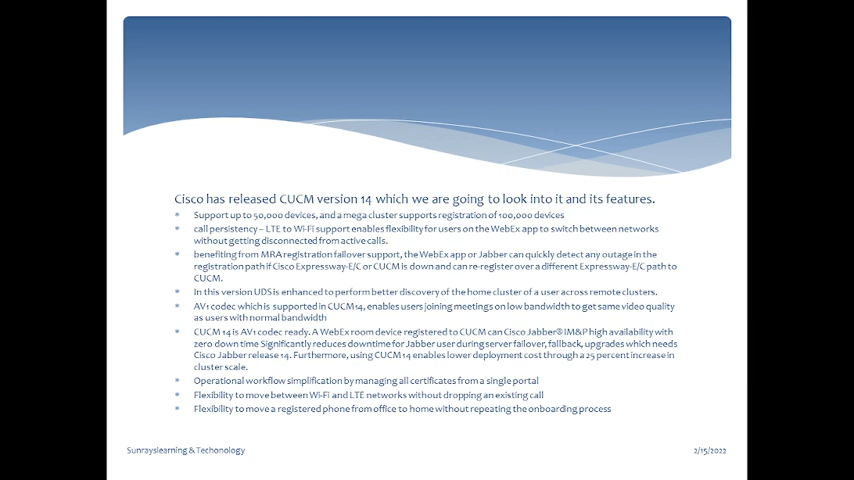 Cisco has released CUCM version 14 which we are going to look into it and its features.
* Support up to 50,000 devices, and a mega cluster supports registration of 100,000 devices
* call persistency – LTE to Wi-Fi support enables flexibility for users on the WebEx app to switch between networks
without getting disconnected from active calls.
* benefiting from MRA registration failover support, the WebEx app or Jabber can quickly detect any outage in the
registration path if Cisco Expressway-E/C or CUCM is down and can re-register over a different Expressway-E/C path to
CUCM.
* In this version UDS is enhanced to perform better discovery of the home cluster of a user across remote clusters.
* AV1 codec which is supported in CUCM14, enables users joining meetings on low bandwidth to get same video quality
as users with normal bandwidth
* CUCM 14 is AV1 codec ready. A WebEx room device registered to CUCM can Cisco Jabber® IM&P high availability with
zero down time Significantly reduces downtime for Jabber user during server failover, fallback, upgrades which needs
Cisco Jabber release 14. Furthermore, using CUCM 14 enables lower deployment cost through a 25 percent increase in
cluster scale.
* Operational workflow simplification by managing all certificates from a single portal
* Flexibility to move between Wi-Fi and LTE networks without dropping an existing call
* Flexibility to move a registered phone from office to home without repeating the onboarding process
Sunrayslearning & Techonology
2/15/2022